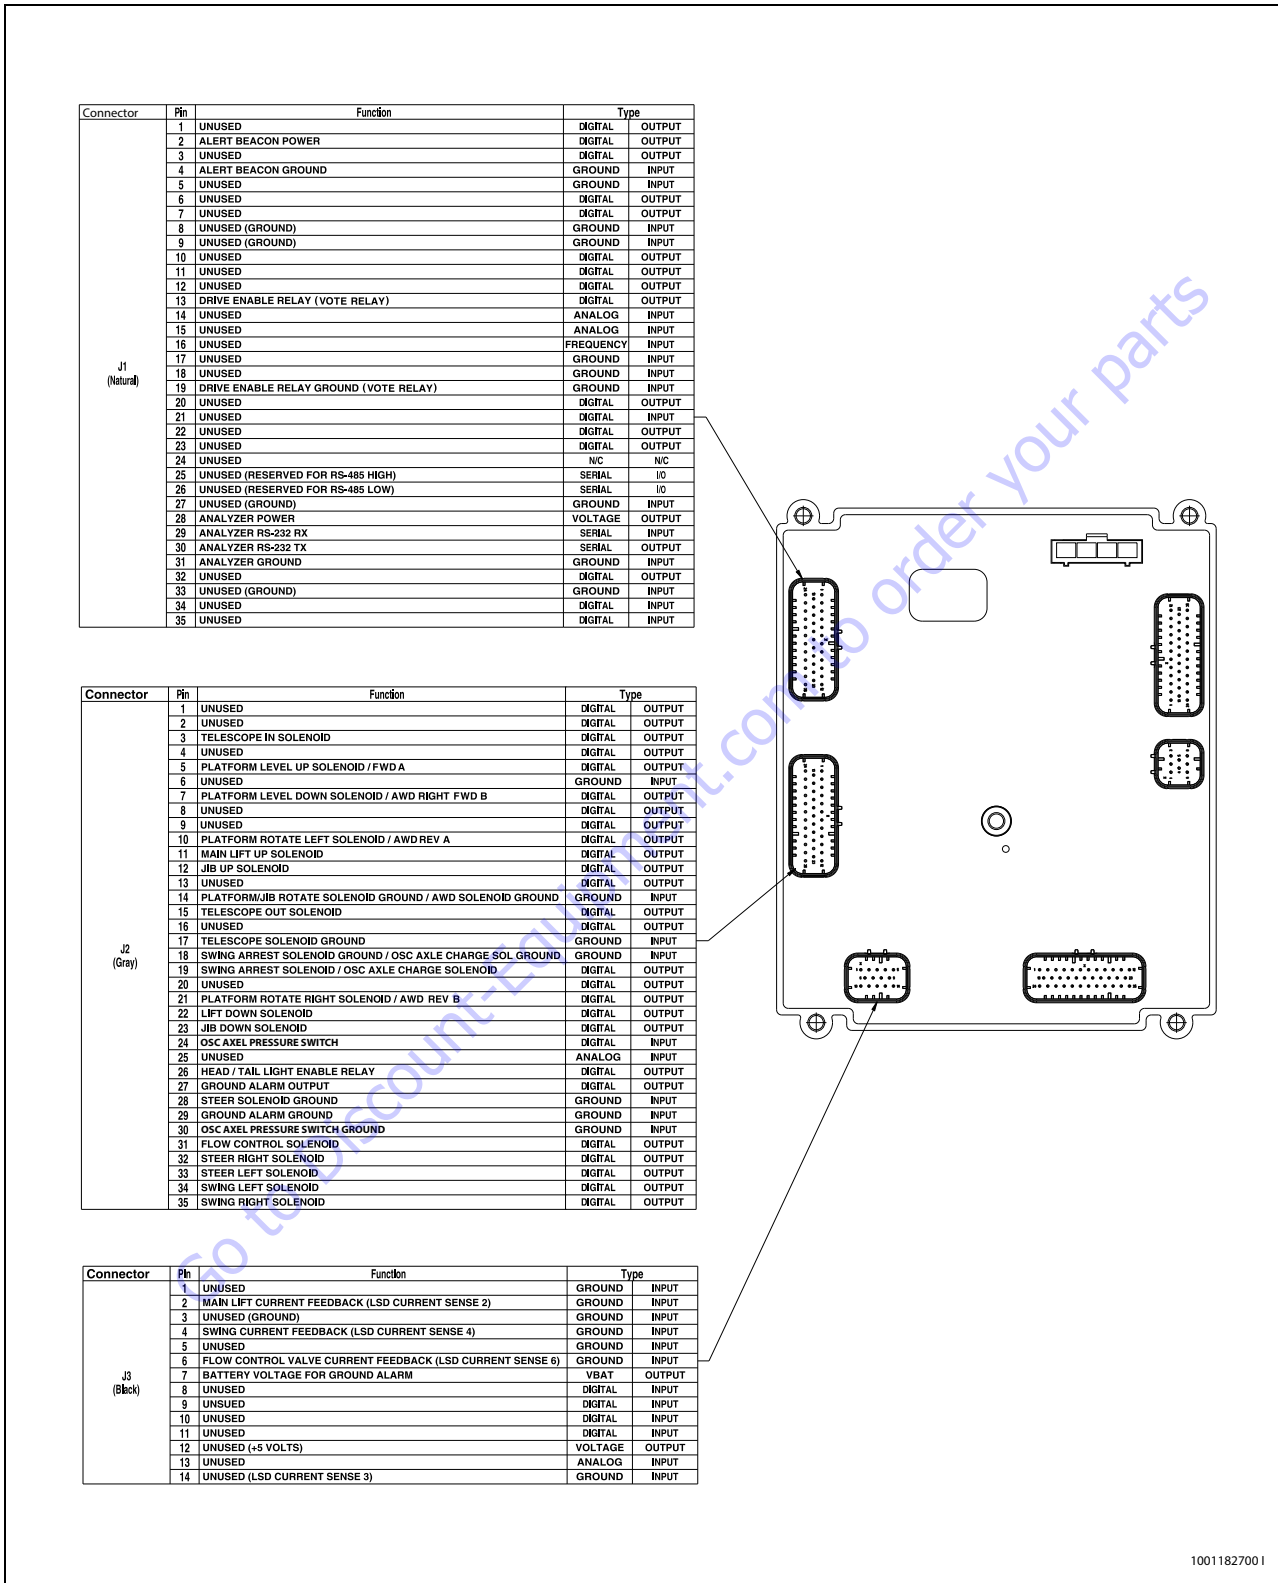 Connector Pin Function Type
1 UNUSED DIGITAL OUTPUT
2 ALERT BEACON POWER DIGITAL OUTPUT
3 UNUSED DIGITAL OUTPUT
4 ALERT BEACON GROUND GROUND INPUT
5 UNUSED GROUND INPUT
6 UNUSED DIGITAL OUTPUT
7 UNUSED DIGITAL OUTPUT
8 UNUSED (GROUND) GROUND INPUT
9 UNUSED (GROUND) GROUND INPUT
10 UNUSED DIGITAL OUTPUT
11 UNUSED DIGITAL OUTPUT
12 UNUSED DIGITAL OUTPUT
13 DRIVE ENABLE RELAY (VOTE RELAY) DIGITAL OUTPUT
14 UNUSED ANALOG INPUT
15 UNUSED ANALOG INPUT
16 UNUSED FREQUENCY INPUT
17 UNUSED GROUND INPUT
J1
(Natural)
18 UNUSED GROUND INPUT
19 DRIVE ENABLE RELAY GROUND (VOTE RELAY) GROUND INPUT
20 UNUSED DIGITAL OUTPUT
21 UNUSED DIGITAL INPUT
22 UNUSED DIGITAL OUTPUT
23 UNUSED DIGITAL OUTPUT
24 UNUSED N/C N/C
25 UNUSED (RESERVED FOR RS-485 HIGH) SERIAL I/O
26 UNUSED (RESERVED FOR RS-485 LOW) SERIAL I/O
27 UNUSED (GROUND) GROUND INPUT
28 ANALYZER POWER VOLTAGE OUTPUT
29 ANALYZER RS-232 RX SERIAL INPUT
30 ANALYZER RS-232 TX SERIAL OUTPUT
31 ANALYZER GROUND GROUND INPUT
32 UNUSED DIGITAL OUTPUT
33 UNUSED (GROUND) GROUND INPUT
34 UNUSED DIGITAL INPUT
35 UNUSED DIGITAL INPUT
Connector Pin Function Type
1 UNUSED DIGITAL OUTPUT
2 UNUSED DIGITAL OUTPUT
3 TELESCOPE IN SOLENOID DIGITAL OUTPUT
4 UNUSED DIGITAL OUTPUT
5 PLATFORM LEVEL UP SOLENOID / FWD A DIGITAL OUTPUT
6 UNUSED GROUND INPUT
7 PLATFORM LEVEL DOWN SOLENOID / AWD RIGHT FWD B DIGITAL OUTPUT
8 UNUSED DIGITAL OUTPUT
9 UNUSED DIGITAL OUTPUT
10 PLATFORM ROTATE LEFT SOLENOID / AWD REV A DIGITAL OUTPUT
11 MAIN LIFT UP SOLENOID DIGITAL OUTPUT
12 JIB UP SOLENOID DIGITAL OUTPUT
13 UNUSED DIGITAL OUTPUT
14 PLATFORM/JIB ROTATE SOLENOID GROUND / AWD SOLENOID GROUND GROUND INPUT
15 TELESCOPE OUT SOLENOID DIGITAL OUTPUT
16 UNUSED DIGITAL OUTPUT
17 TELESCOPE SOLENOID GROUND GROUND INPUT
J2
(Gray)
18 SWING ARREST SOLENOID GROUND / OSC AXLE CHARGE SOL GROUND GROUND INPUT
19 SWING ARREST SOLENOID / OSC AXLE CHARGE SOLENOID DIGITAL OUTPUT
20 UNUSED DIGITAL OUTPUT
21 PLATFORM ROTATE RIGHT SOLENOID / AWD REV B DIGITAL OUTPUT
22 LIFT DOWN SOLENOID DIGITAL OUTPUT
23 JIB DOWN SOLENOID DIGITAL OUTPUT
24 OSC AXEL PRESSURE SWITCH DIGITAL INPUT
25 UNUSED ANALOG INPUT
26 HEAD / TAIL LIGHT ENABLE RELAY DIGITAL OUTPUT
27 GROUND ALARM OUTPUT DIGITAL OUTPUT
28 STEER SOLENOID GROUND GROUND INPUT
29 GROUND ALARM GROUND GROUND INPUT
30 OSC AXEL PRESSURE SWITCH GROUND GROUND INPUT
31 FLOW CONTROL SOLENOID DIGITAL OUTPUT
32 STEER RIGHT SOLENOID DIGITAL OUTPUT
33 STEER LEFT SOLENOID DIGITAL OUTPUT
34 SWING LEFT SOLENOID DIGITAL OUTPUT
35 SWING RIGHT SOLENOID DIGITAL OUTPUT
Connector Pin Function Type
1 UNUSED GROUND INPUT
2 MAIN LIFT CURRENT FEEDBACK (LSD CURRENT SENSE 2) GROUND INPUT
3 UNUSED (GROUND) GROUND INPUT
4 SWING CURRENT FEEDBACK (LSD CURRENT SENSE 4) GROUND INPUT
5 UNUSED GROUND INPUT
6 FLOW CONTROL VALVE CURRENT FEEDBACK (LSD CURRENT SENSE 6) GROUND INPUT
J3
(Black)
7 BATTERY VOLTAGE FOR GROUND ALARM VBAT OUTPUT
8 UNUSED DIGITAL INPUT
9 UNSUED DIGITAL INPUT
10 UNUSED DIGITAL INPUT
11 UNUSED DIGITAL INPUT
12 UNUSED (+5 VOLTS) VOLTAGE OUTPUT
13 UNUSED ANALOG INPUT
14 UNUSED (LSD CURRENT SENSE 3) GROUND INPUT
Go to Discount-Equipment.com to order your parts
1001182700 I